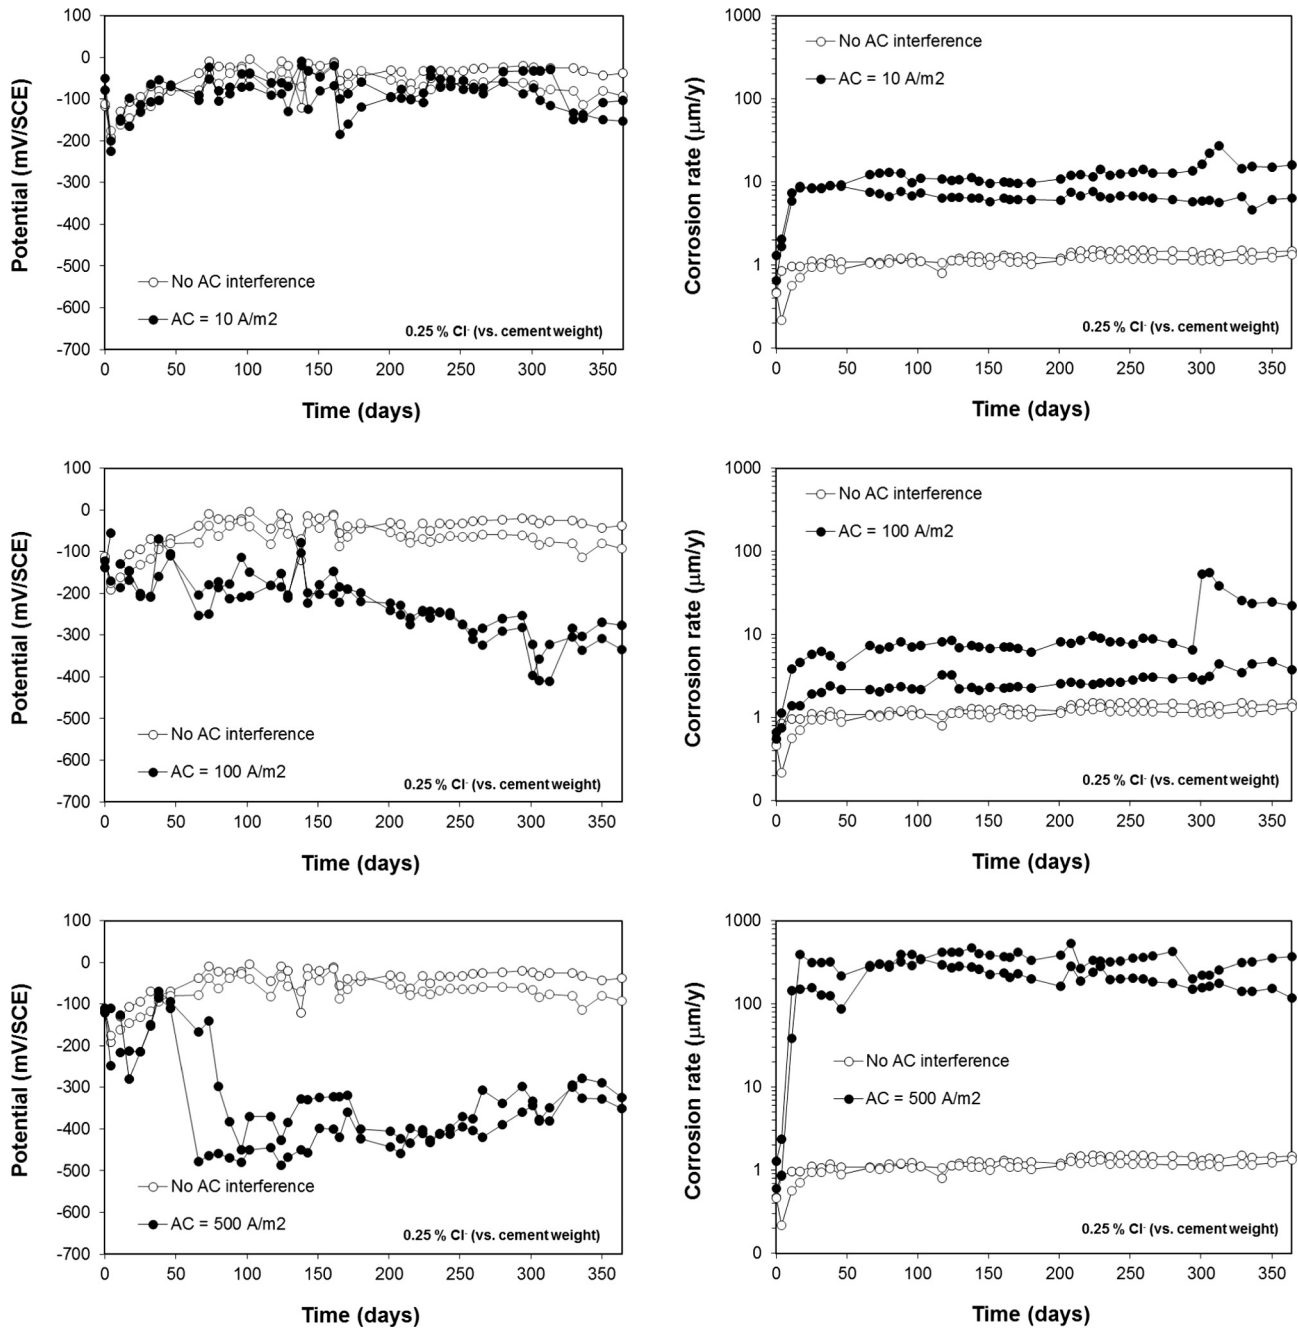 100
0
-100
-200
-300
-400
-500
-600
-700
Potential (mV/SCE)
No AC interference
AC = 10 A/m2
0.25 % Cl- (vs. cement weight)
0 50 100 150 200 250 300 350
Time (days)
1000
100
10
1
0
Corrosion rate (µm/y)
No AC interference
AC = 10 A/m2
0.25 % Cl- (vs. cement weight)
0 50 100 150 200 250 300 350
Time (days)
100
0
-100
-200
-300
-400
-500
-600
-700
Potential (mV/SCE)
No AC interference
AC = 100 A/m2
0.25 % Cl- (vs. cement weight)
0 50 100 150 200 250 300 350
Time (days)
1000
100
10
1
0
Corrosion rate (µm/y)
No AC interference
AC = 100 A/m2
0.25 % Cl- (vs. cement weight)
0 50 100 150 200 250 300 350
Time (days)
100
0
-100
-200
-300
-400
-500
-600
-700
Potential (mV/SCE)
No AC interference
AC = 500 A/m2
0.25 % Cl- (vs. cement weight)
0 50 100 150 200 250 300 350
Time (days)
1000
100
10
1
0
Corrosion rate (µm/y)
No AC interference
AC = 500 A/m2
0.25 % Cl- (vs. cement weight)
0 50 100 150 200 250 300 350
Time (days)